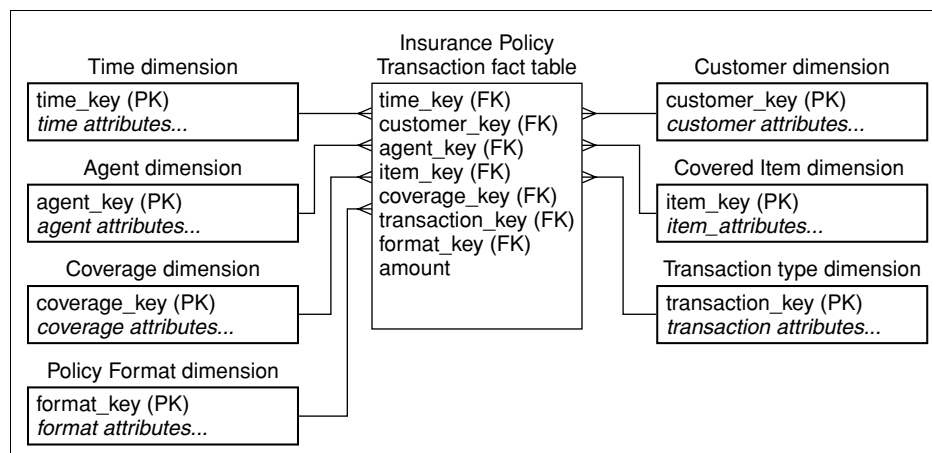 Insurance Policy
Transaction fact table
time_key (FK)
customer_key (FK)
agent_key (FK)
item_key (FK)
coverage_key (FK)
transaction_key (FK)
format_key (FK)
amount
Time dimension
time_key (PK)
time attributes...
Agent dimension
agent_key (PK)
agent attributes...
Coverage dimension
coverage_key (PK)
coverage attributes...
Policy Format dimension
format_key (PK)
format attributes...
Customer dimension
customer_key (PK)
customer attributes...
Covered Item dimension
item_key (PK)
item_attributes...
Transaction type dimension
transaction_key (PK)
transaction attributes...